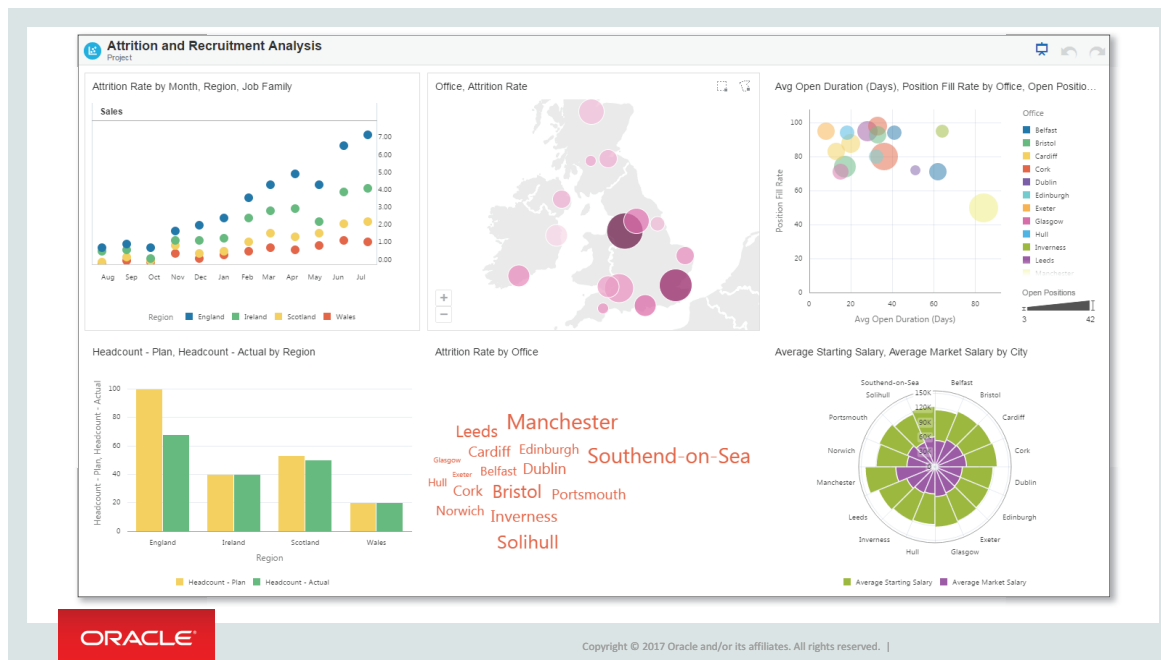 Attrition and Recruitment Analysis
Project
Attrition Rate by Month, Region, Job Family
Sales
7.00
6.00
5.00
4.00
3.00
2.00
1.00
0.00
Aug Sep Oct Nov Dec Jan Feb Mar Apr May Jun Jul
Region England Ireland Scotland Wales
Office, Attrition Rate
+
−
Avg Open Duration (Days), Position Fill Rate by Office, Open Positio...
Position Fill Rate
100
80
60
40
20
0
0 20 40 60 80
Avg Open Duration (Days)
Office
Belfast
Bristol
Cardiff
Cork
Dublin
Edinburgh
Exeter
Glasgow
Hull
Inverness
Leeds
Manchester
Open Positions
3 42
Headcount - Plan, Headcount - Actual by Region
Headcount - Plan, Headcount - Actual
100
80
60
40
20
0
England Ireland Scotland Wales
Region
Headcount - Plan Headcount - Actual
Attrition Rate by Office
Manchester
Leeds
Cardiff Edinburgh
Southend-on-Sea
Glasgow
Exeter Belfast Dublin
Hull
Cork Bristol Portsmouth
Norwich Inverness
Solihull
Average Starting Salary, Average Market Salary by City
Southend-on-Sea Belfast
Solihull Bristol
Portsmouth Cardiff
Norwich Cork
Manchester Dublin
Leeds Edinburgh
Inverness Exeter
Hull Glasgow
150K
120K
90K
60K
0
Average Starting Salary Average Market Salary
ORACLE
Copyright © 2017 Oracle and/or its affiliates. All rights reserved. |